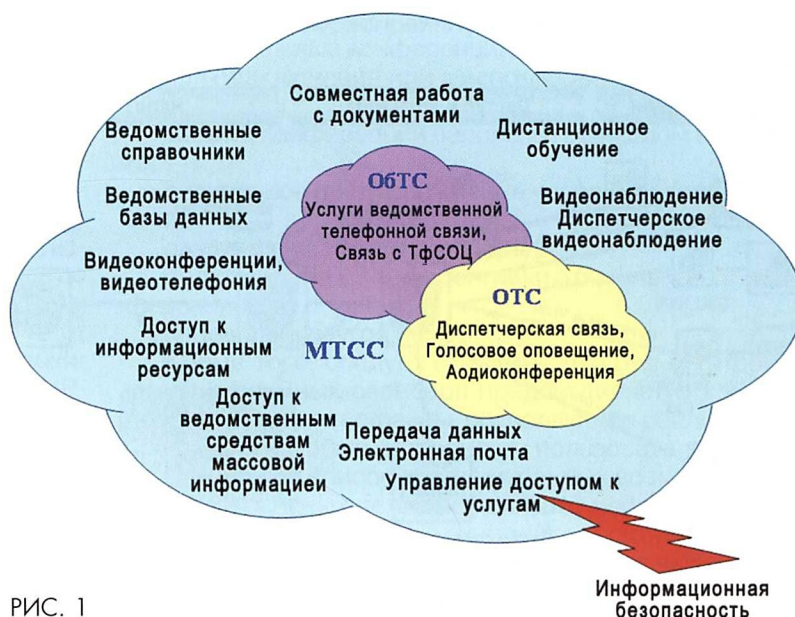 Совместная работа
с документами
Ведомственные
справочники
Дистанционное
обучение
ОбТС
Услуги ведомственной
телефонной связи,
Связь с ТфСОЦ
Ведомственные
базы данных
Видеонаблюдение
Диспетчерское
видеонаблюдение
Видеоконференции,
видеотелефония
ОТС
Диспетчерская связь,
Голосовое оповещение,
Аодиоконференция
Доступ к
информационным
ресурсам
МТСС
Доступ к
ведомственным
средствам
массовой
информациеи
Передача данных
Электронная почта
Управление доступом к
услугам
Информационная
безопасность
РИС. 1